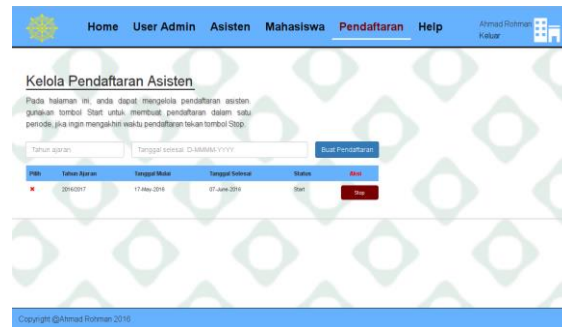 Home User Admin Asisten Mahasiswa Pendaftaran Help
Ahmad Rohman
Keluar
Kelola Pendaftaran Asisten
Pada halaman ini, anda dapat mengelola pendaftaran asisten.
gunakan tombol Start untuk membuat pendaftaran dalam satu
periode, jika ingin mengakhiri waktu pendaftaran tekan tombol Stop.
Tahun ajaran Tanggal selesai: D-MMMM-YYYY Buat Pendaftaran
Pilih Tahun Ajaran Tanggal Mulai Tanggal Selesai Status Aksi
2016/2017 17-May-2016 07-June-2016 Start Stop
Copyright @Ahmad Rohman 2016